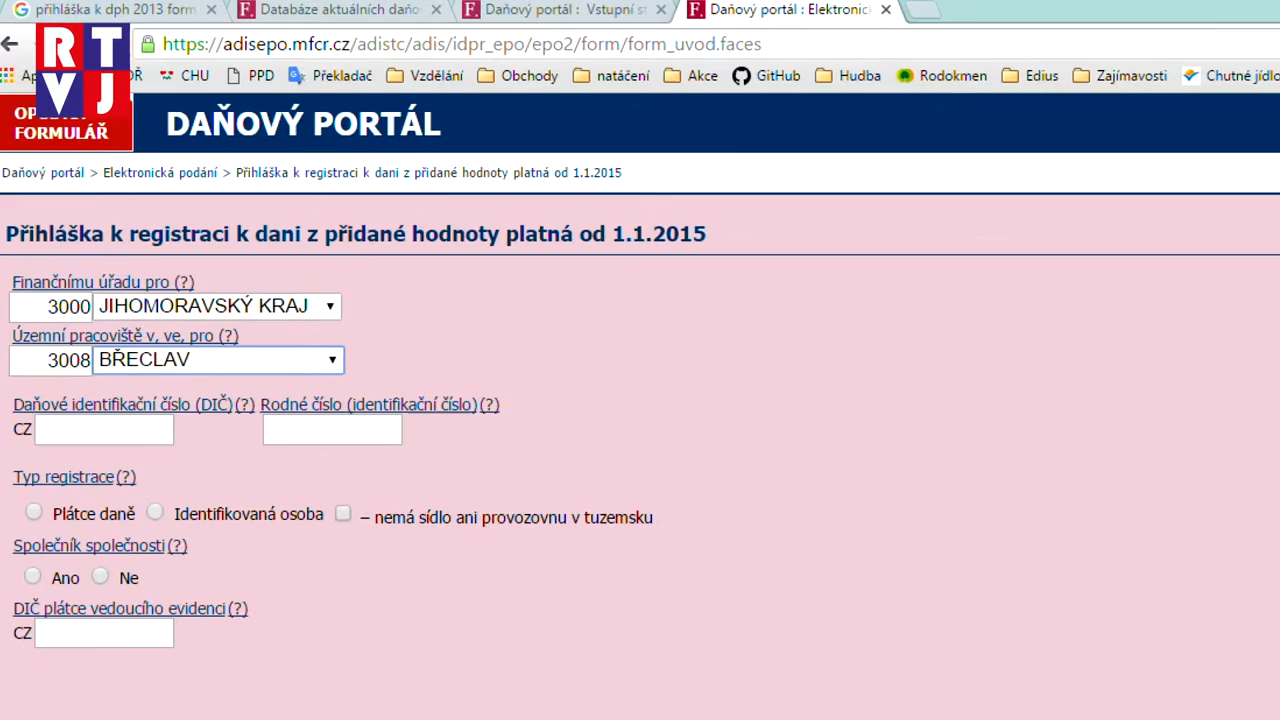 přihláška k dph 2013 form
Databáze aktuálních daňo
Daňový portál : Vstupní st
Daňový portál : Elektronic
https://adisepo.mfcr.cz/adistc/adis/idpr_epo/epo2/form/form_uvod.faces
CHU
PPD
Překladač
Vzdělání
Obchody
natáčení
Akce
GitHub
Hudba
Rodokmen
Edius
Zajímavosti
Chutné jídlo
RTVJ
FORMULÁŘ
DAŇOVÝ PORTÁL
Daňový portál > Elektronická podání > Přihláška k registraci k dani z přidané hodnoty platná od 1.1.2015
Přihláška k registraci k dani z přidané hodnoty platná od 1.1.2015
Finančnímu úřadu pro (?)
3000 JIHOMORAVSKÝ KRAJ
Územní pracoviště v, ve, pro (?)
3008 BŘECLAV
Daňové identifikační číslo (DIČ) (?) Rodné číslo (identifikační číslo) (?)
CZ
Typ registrace (?)
Plátce daně Identifikovaná osoba – nemá sídlo ani provozovnu v tuzemsku
Společník společnosti (?)
Ano Ne
DIČ plátce vedoucího evidenci (?)
CZ